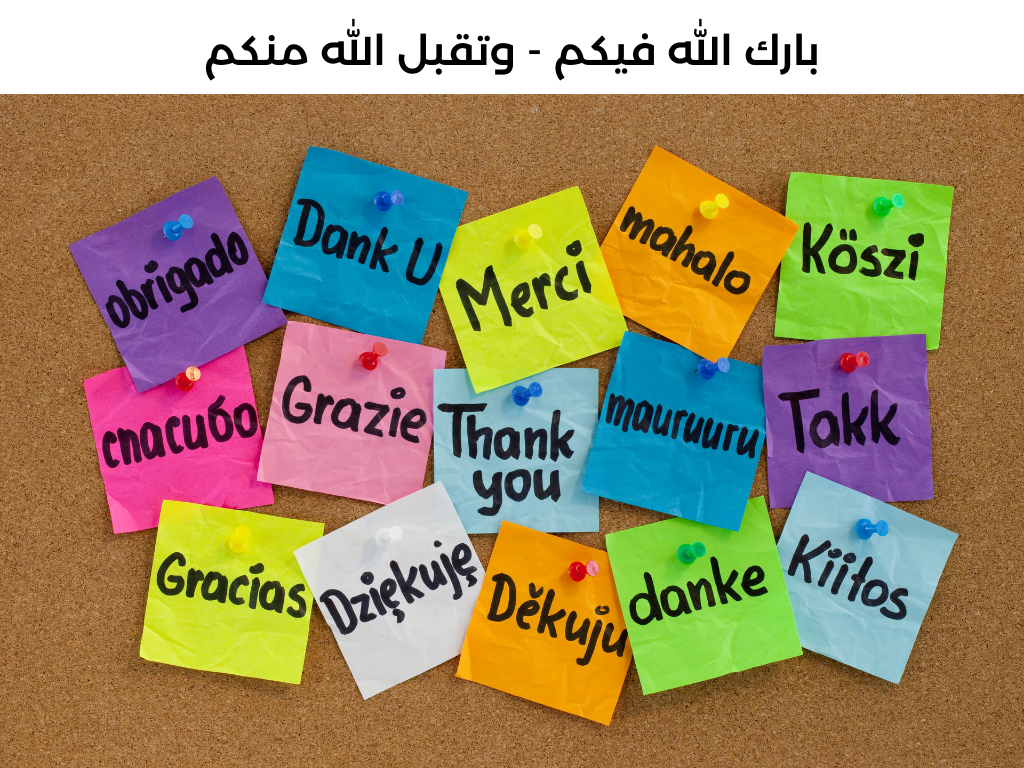 بارك الله فيكم - وتقبل الله منكم
obrigado
Dank U
Merci
mahalo
Köszi
спасибо
Grazie
Thank
you
mauruuru
Takk
Gracias
Dziękuję
Děkuju
danke
Kiitos